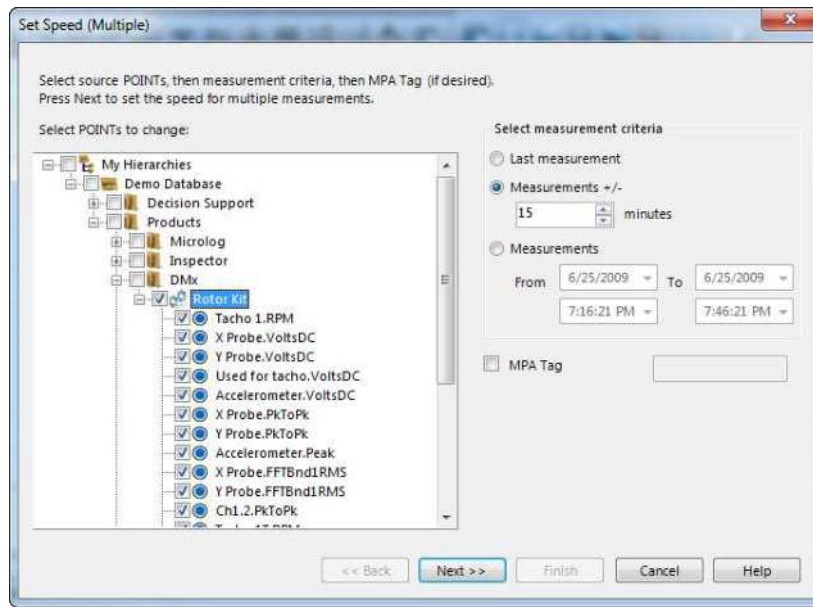 Set Speed (Multiple)
Select source POINTs, then measurement criteria, then MPA Tag (if desired).
Press Next to set the speed for multiple measurements.
Select POINTs to change:
My Hierarchies
Demo Database
Decision Support
Products
Microlog
Inspector
DMx
Rotor Kit
Tacho 1.RPM
X Probe.VoltsDC
Y Probe.VoltsDC
Used for tacho.VoltsDC
Accelerometer.VoltsDC
X Probe.PkToPk
Y Probe.PkToPk
Accelerometer.Peak
X Probe.FFTBnd1RMS
Y Probe.FFTBnd1RMS
Ch1.2.PkToPk
Select measurement criteria
Last measurement
Measurements +/-
15 minutes
Measurements
From 6/25/2009 To 6/25/2009
7:16:21 PM 7:46:21 PM
MPA Tag
<< Back Next >> Finish Cancel Help